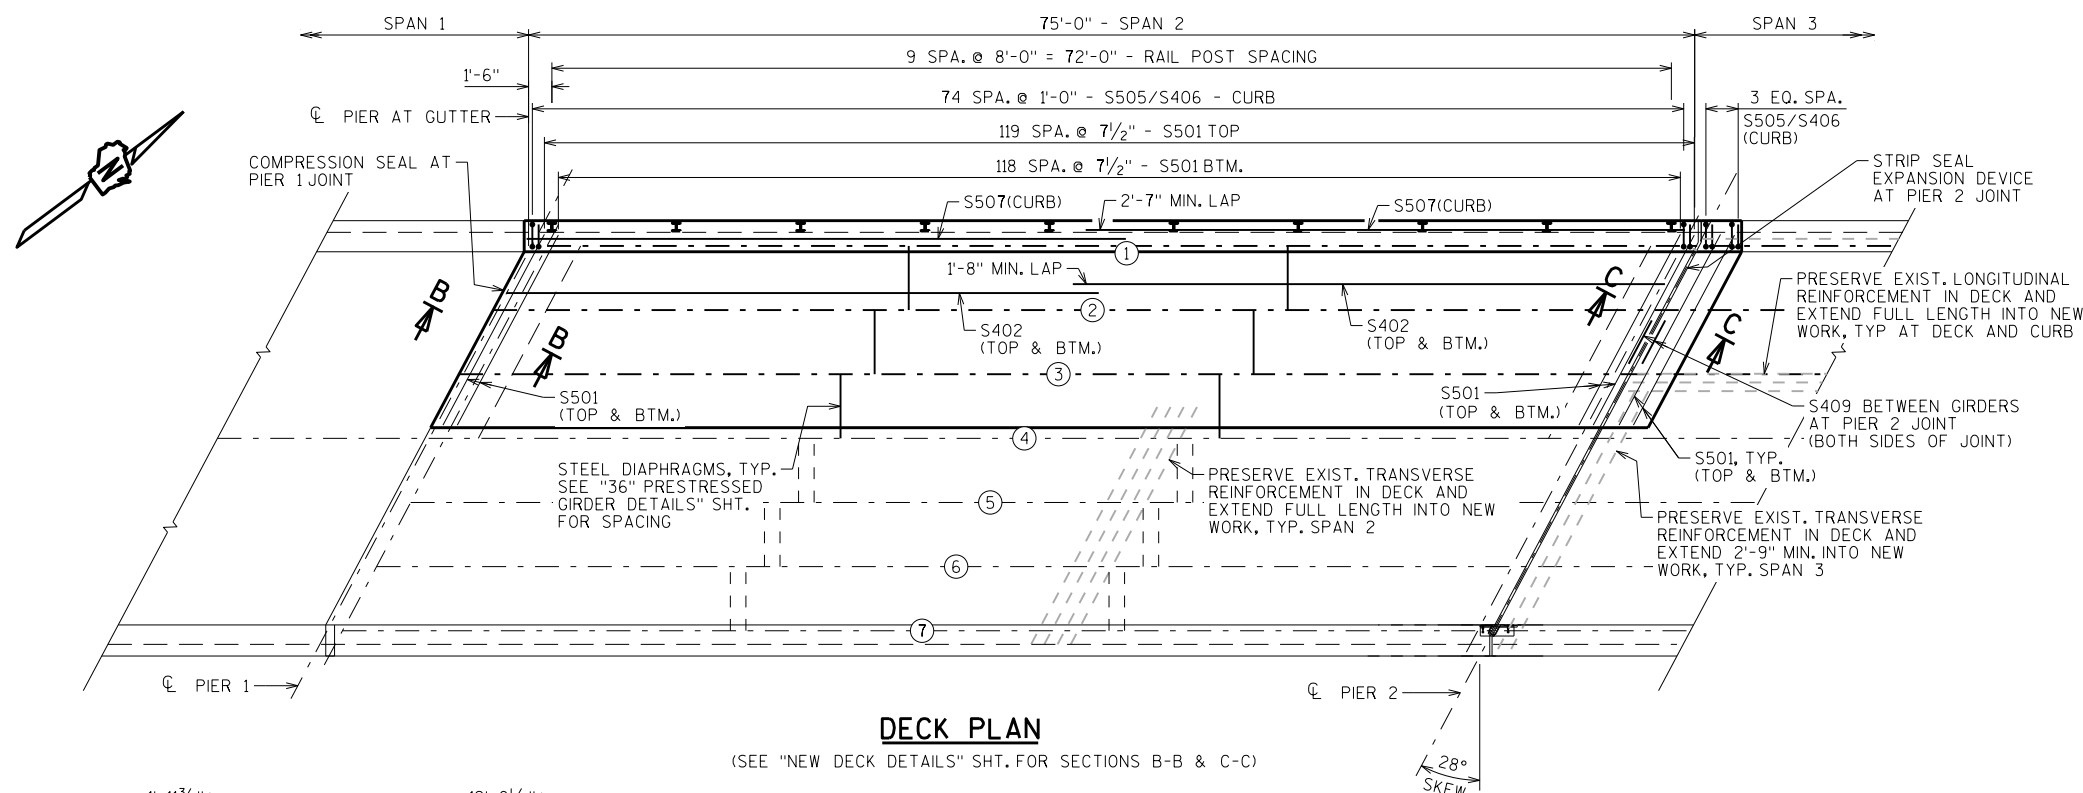 SPAN 1
75'-0" - SPAN 2
SPAN 3
9 SPA. @ 8'-0" = 72'-0" - RAIL POST SPACING
1'-6"
74 SPA. @ 1'-0" - S505/S406 - CURB
3 EQ. SPA.
S505/S406
(CURB)
℄ PIER AT GUTTER
119 SPA. @ 7½" - S501 TOP
118 SPA. @ 7½" - S501 BTM.
COMPRESSION SEAL AT
PIER 1 JOINT
STRIP SEAL
EXPANSION DEVICE
AT PIER 2 JOINT
N
S507(CURB)
2'-7" MIN. LAP
S507(CURB)
1
1'-8" MIN. LAP
PRESERVE EXIST. LONGITUDINAL
REINFORCEMENT IN DECK AND
EXTEND FULL LENGTH INTO NEW
WORK, TYP AT DECK AND CURB
B
C
2
S402
(TOP & BTM.)
S402
(TOP & BTM.)
B
C
3
S501
(TOP & BTM.)
S501
(TOP & BTM.)
S409 BETWEEN GIRDERS
AT PIER 2 JOINT
(BOTH SIDES OF JOINT)
4
STEEL DIAPHRAGMS, TYP.
SEE "36" PRESTRESSED
GIRDER DETAILS" SHT.
FOR SPACING
PRESERVE EXIST. TRANSVERSE
REINFORCEMENT IN DECK AND
EXTEND FULL LENGTH INTO NEW
WORK, TYP. SPAN 2
S501, TYP.
(TOP & BTM.)
5
PRESERVE EXIST. TRANSVERSE
REINFORCEMENT IN DECK AND
EXTEND 2'-9" MIN. INTO NEW
WORK, TYP. SPAN 3
6
7
℄ PIER 1
℄ PIER 2
DECK PLAN
(SEE "NEW DECK DETAILS" SHT. FOR SECTIONS B-B & C-C)
28°
SKEW